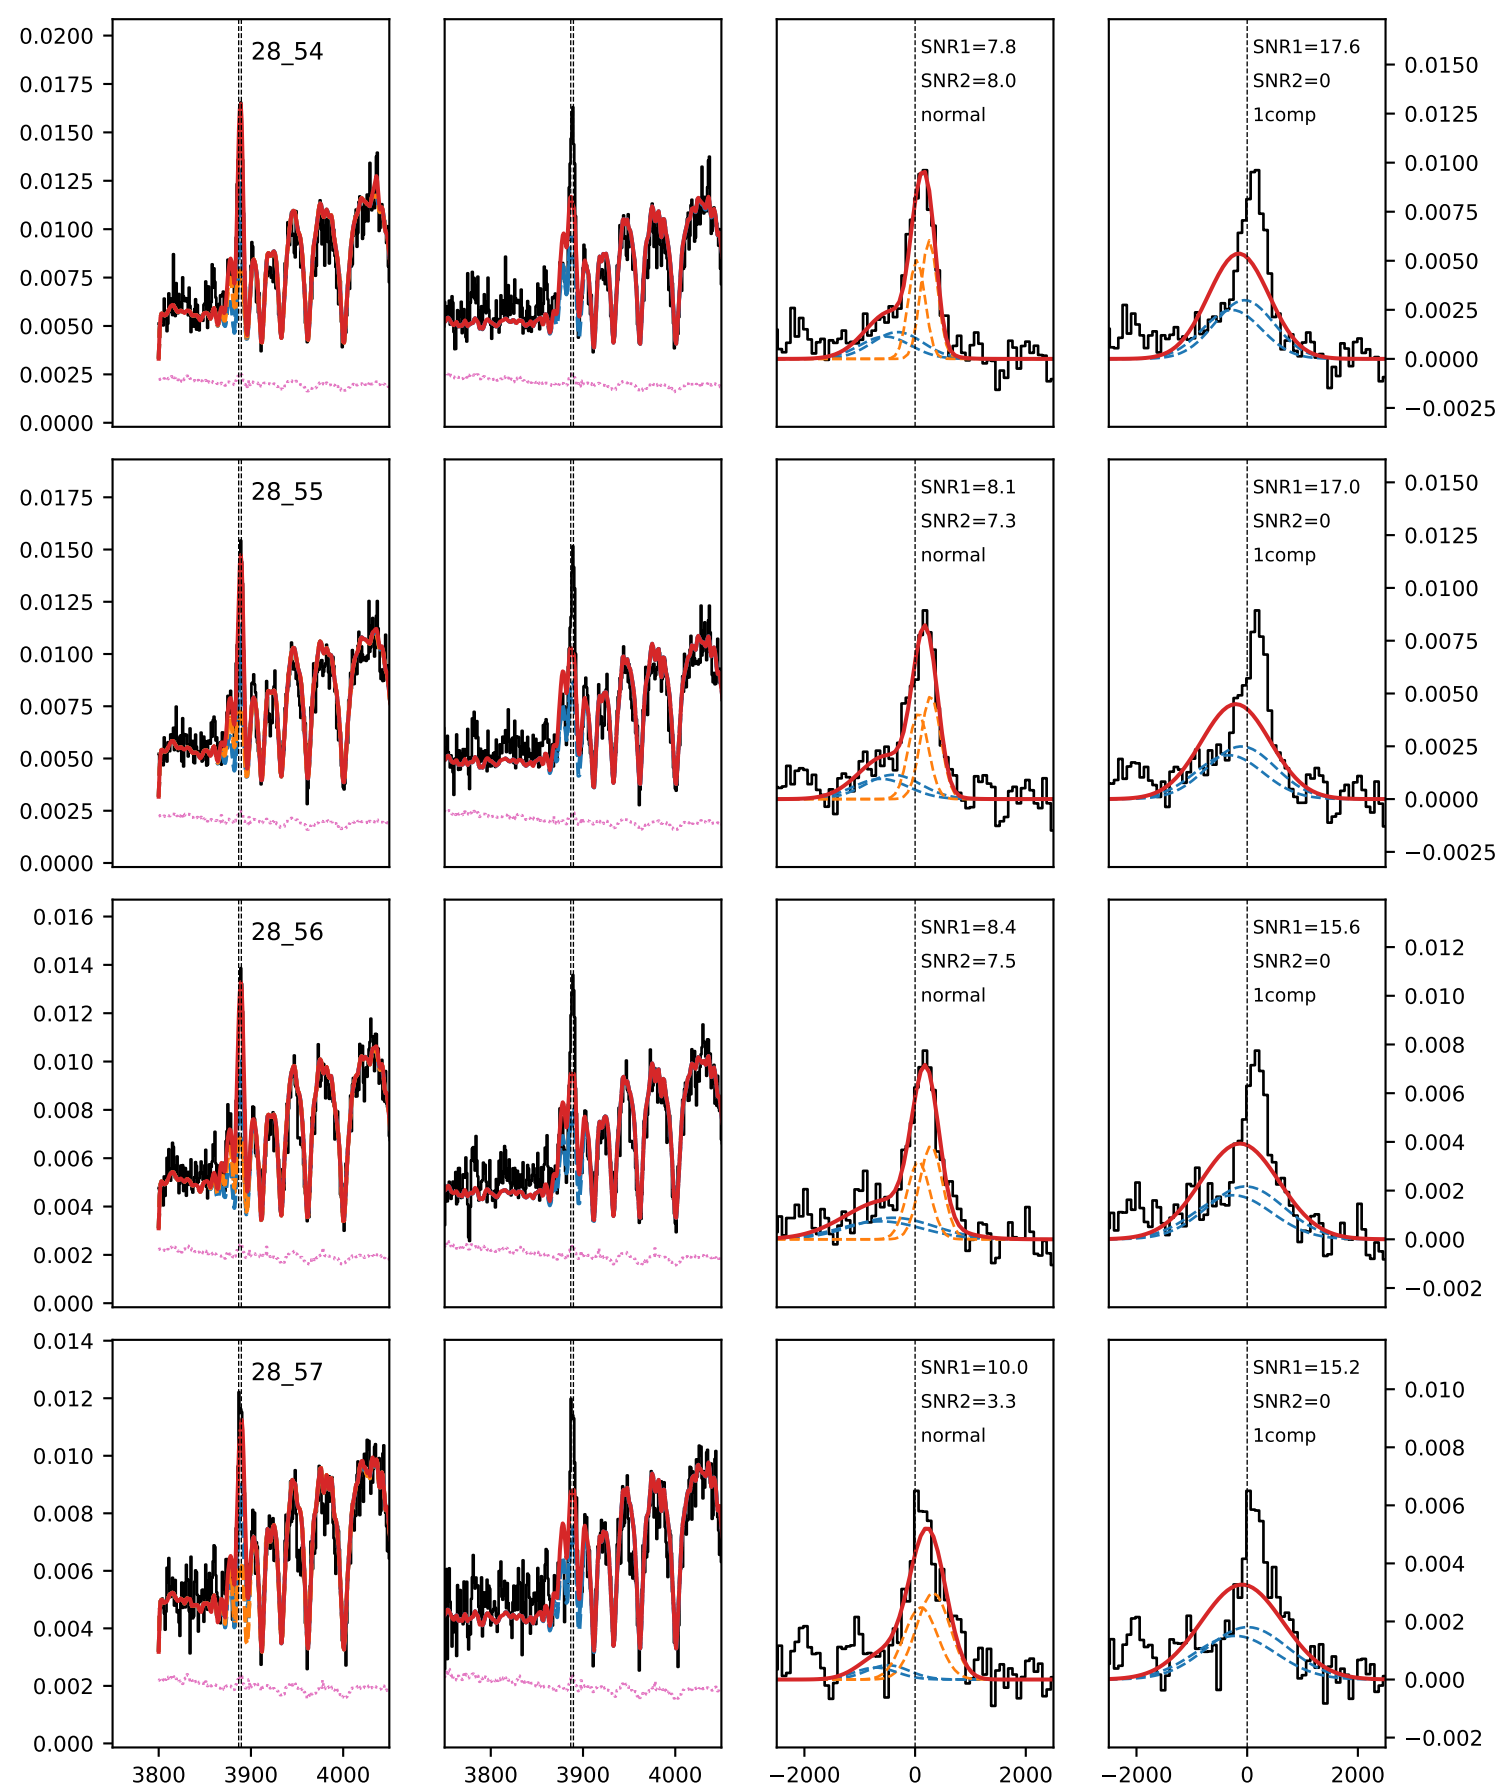 0.0200
0.0175
0.0150
0.0125
0.0100
0.0075
0.0050
0.0025
0.0000
28_54
SNR1=7.8
SNR2=8.0
normal
SNR1=17.6
SNR2=0
1comp
0.0150
0.0125
0.0100
0.0075
0.0050
0.0025
0.0000
−0.0025
0.0175
0.0150
0.0125
0.0100
0.0075
0.0050
0.0025
0.0000
28_55
SNR1=8.1
SNR2=7.3
normal
SNR1=17.0
SNR2=0
1comp
0.0150
0.0125
0.0100
0.0075
0.0050
0.0025
0.0000
−0.0025
0.016
0.014
0.012
0.010
0.008
0.006
0.004
0.002
0.000
28_56
SNR1=8.4
SNR2=7.5
normal
SNR1=15.6
SNR2=0
1comp
0.012
0.010
0.008
0.006
0.004
0.002
0.000
−0.002
0.014
0.012
0.010
0.008
0.006
0.004
0.002
0.000
28_57
SNR1=10.0
SNR2=3.3
normal
SNR1=15.2
SNR2=0
1comp
0.010
0.008
0.006
0.004
0.002
0.000
−0.002
3800 3900 4000 3800 3900 4000 −2000 0 2000 −2000 0 2000